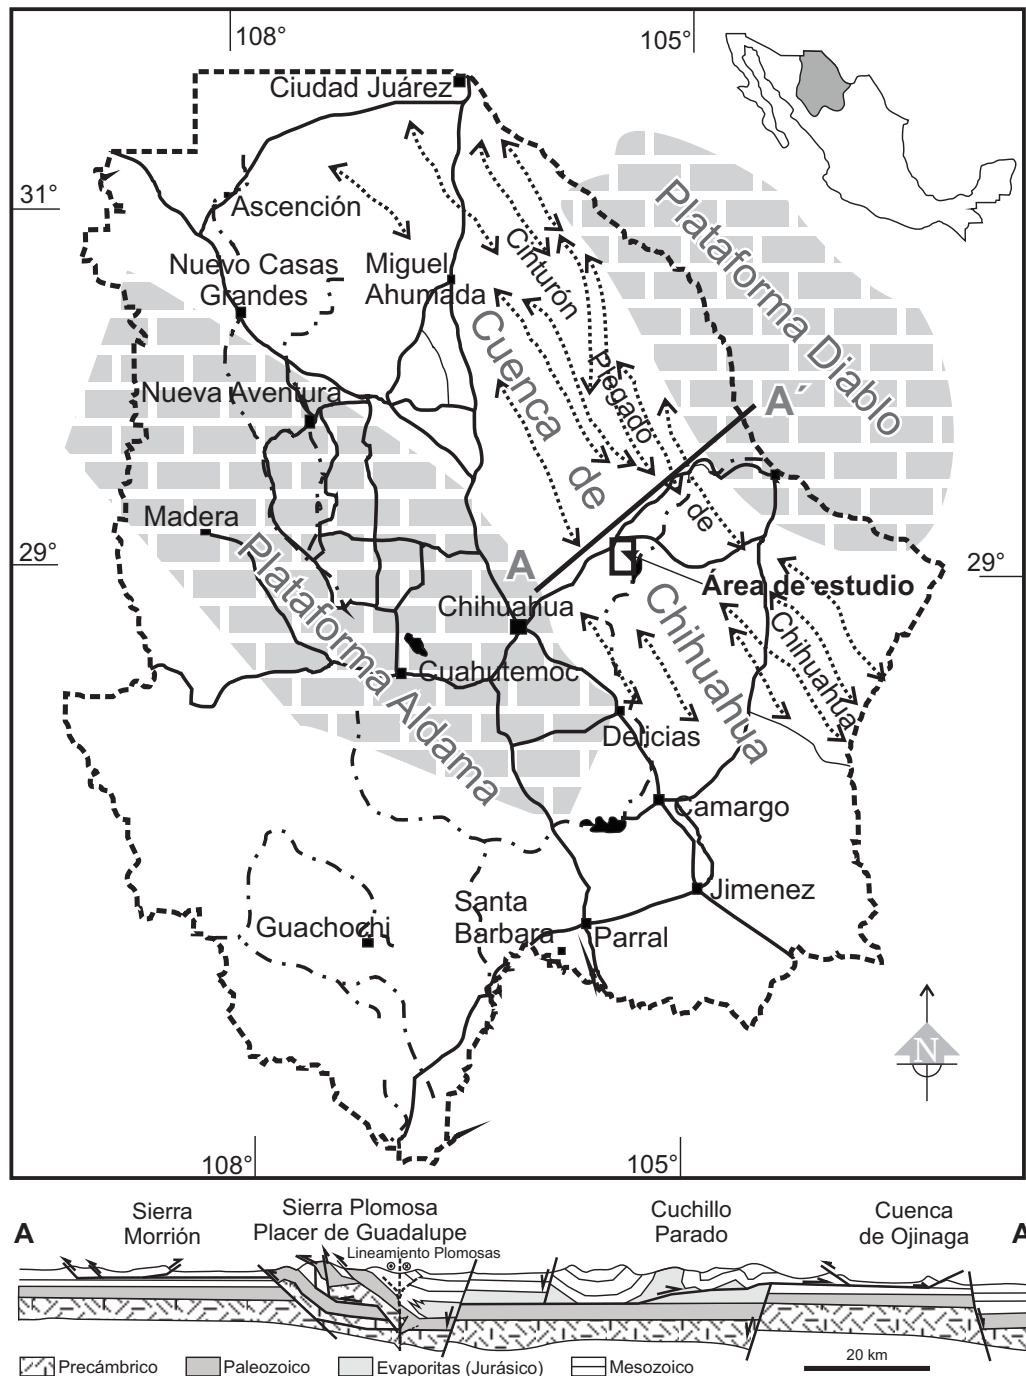 108°
105°
Ciudad Juárez
31°
Ascención
Plataforma Diablo
Cinturón
Nuevo Casas
Grandes
Miguel
Ahumada
Cuenca
Plegado
Nueva Aventura
A´
de
de
Madera
29°
29°
A
Área de estudio
Plataforma Aldama
Chihuahua
Chihuahua
Chihuahua
Cuahutemoc
Delicias
Camargo
Jimenez
Santa
Barbara
Guachochi
Parral
N
108°
105°
A
Sierra
Morrión
Sierra Plomosa
Placer de Guadalupe
Lineamiento Plomosas
Cuchillo
Parado
Cuenca
de Ojinaga
A
Precámbrico
Paleozoico
Evaporitas (Jurásico)
Mesozoico
20 km